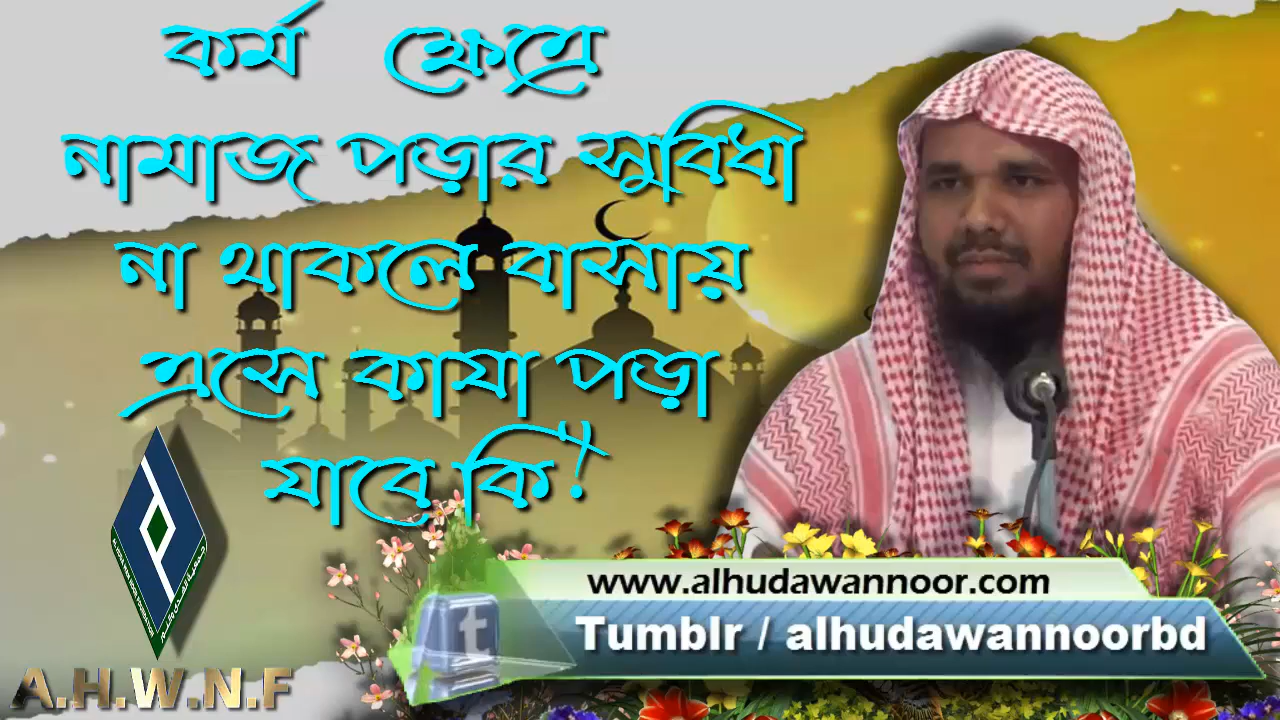 কর্ম ক্ষেত্রে
নামাজ পড়ার সুবিধা
না থাকলে বাসায়
এসে কাযা পড়া
যাবে কি?
www.alhudawannoor.com
Tumblr / alhudawannoorbd
A.H.W.N.F